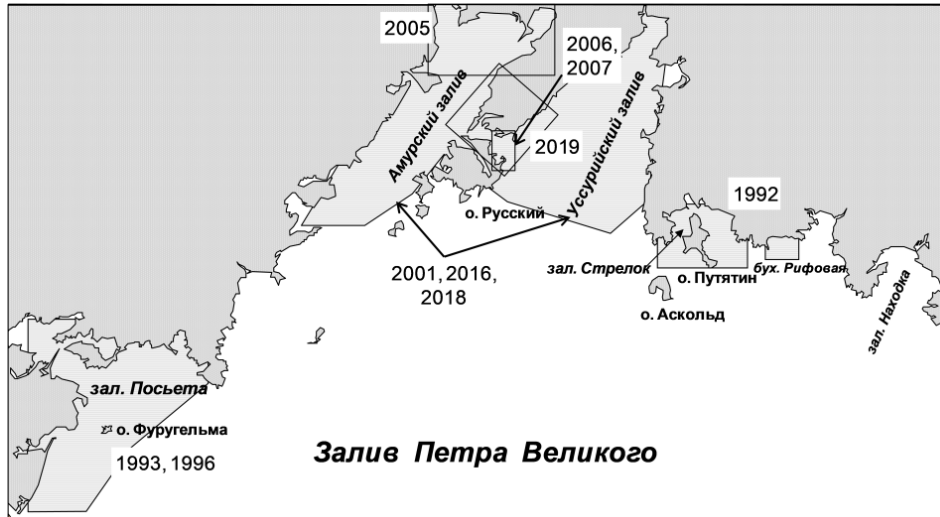 2005
2006,
2007
2019
Амурский залив
Уссурийский залив
о. Русский
1992
2001, 2016,
2018
зал. Стрелок
о. Путятин
бух. Рифовая
о. Аскольд
зал. Находка
зал. Посьета
о. Фуругельма
1993, 1996
Залив Петра Великого